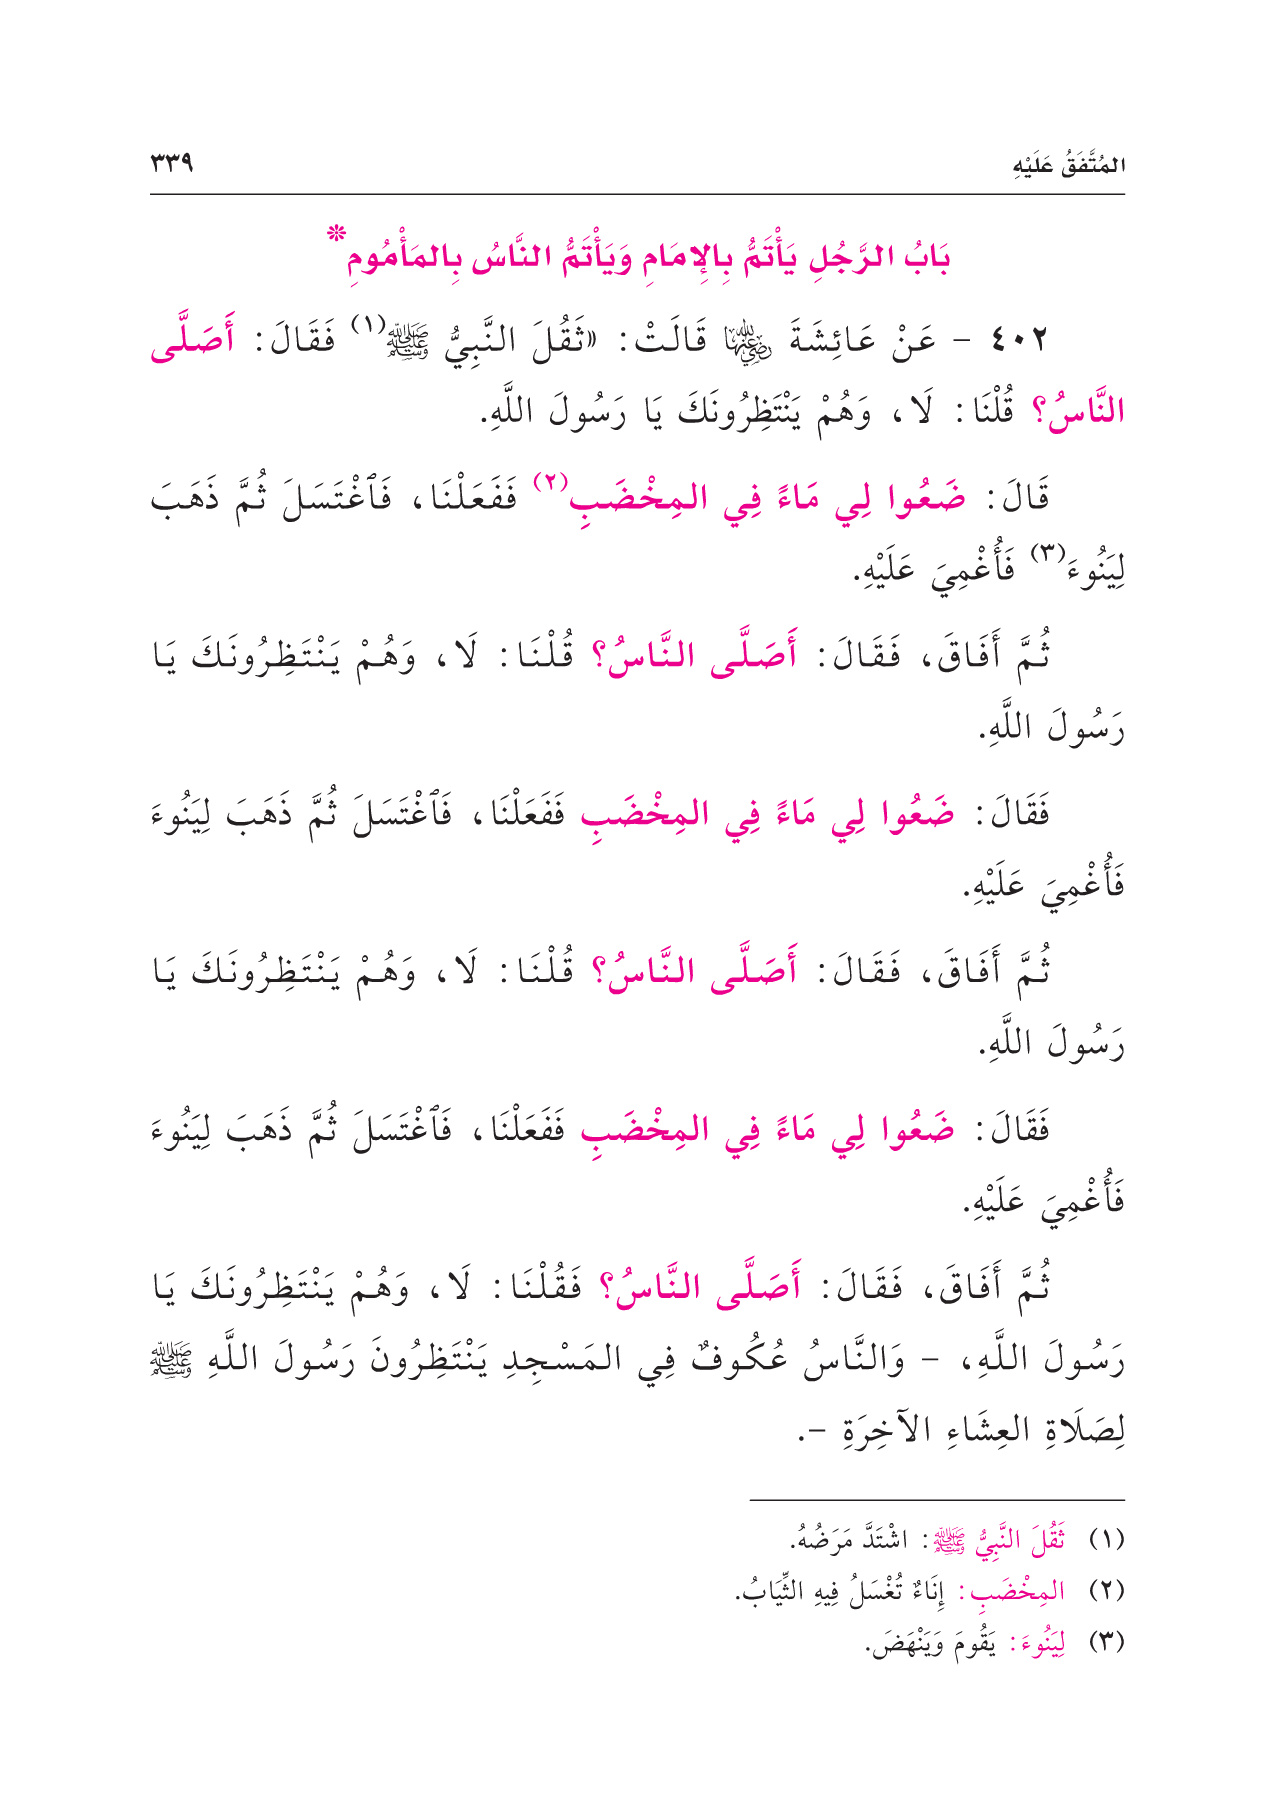 المُتَّفَقُ عَلَيْهِ ٣٣٩
بَابُ الرَّجُلِ يَأْتَمُّ بِالإِمَامِ وَيَأْتَمُّ النَّاسُ بِالمَأْمُومِ*
٤٠٢ - عَنْ عَائِشَةَ رضي الله عنها قَالَتْ: «ثَقُلَ النَّبِيُّ ﷺ(١) فَقَالَ: أَصَلَّى
النَّاسُ؟ قُلْنَا: لَا، وَهُمْ يَنْتَظِرُونَكَ يَا رَسُولَ اللَّهِ.
قَالَ: ضَعُوا لِي مَاءً فِي المِخْضَبِ(٢) فَفَعَلْنَا، فَٱغْتَسَلَ ثُمَّ ذَهَبَ
لِيَنُوءَ(٣) فَأُغْمِيَ عَلَيْهِ.
ثُمَّ أَفَاقَ، فَقَالَ: أَصَلَّى النَّاسُ؟ قُلْنَا: لَا، وَهُمْ يَنْتَظِرُونَكَ يَا
رَسُولَ اللَّهِ.
فَقَالَ: ضَعُوا لِي مَاءً فِي المِخْضَبِ فَفَعَلْنَا، فَٱغْتَسَلَ ثُمَّ ذَهَبَ لِيَنُوءَ
فَأُغْمِيَ عَلَيْهِ.
ثُمَّ أَفَاقَ، فَقَالَ: أَصَلَّى النَّاسُ؟ قُلْنَا: لَا، وَهُمْ يَنْتَظِرُونَكَ يَا
رَسُولَ اللَّهِ.
فَقَالَ: ضَعُوا لِي مَاءً فِي المِخْضَبِ فَفَعَلْنَا، فَٱغْتَسَلَ ثُمَّ ذَهَبَ لِيَنُوءَ
فَأُغْمِيَ عَلَيْهِ.
ثُمَّ أَفَاقَ، فَقَالَ: أَصَلَّى النَّاسُ؟ فَقُلْنَا: لَا، وَهُمْ يَنْتَظِرُونَكَ يَا
رَسُولَ اللَّهِ، - وَالنَّاسُ عُكُوفٌ فِي المَسْجِدِ يَنْتَظِرُونَ رَسُولَ اللَّهِ ﷺ
لِصَلَاةِ العِشَاءِ الآخِرَةِ -.
(١) ثَقُلَ النَّبِيُّ ﷺ: اشْتَدَّ مَرَضُهُ.
(٢) المِخْضَبِ: إِنَاءٌ تُغْسَلُ فِيهِ الثِّيَابُ.
(٣) لِيَنُوءَ: يَقُومَ وَيَنْهَضَ.